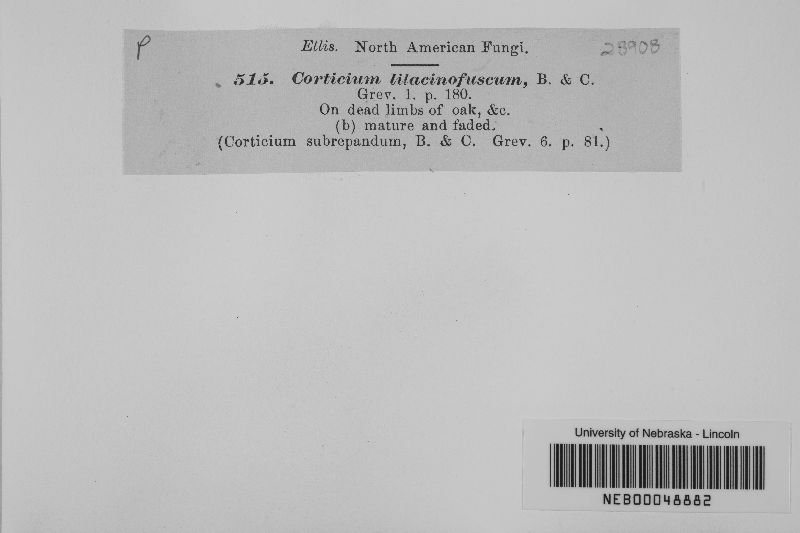 P
Ellis. North American Fungi. 28908
515. Corticium lilacinofuscum, B. & C.
Grev. 1. p. 180.
On dead limbs of oak, &c.
(b) mature and faded.
(Corticium subrepandum, B. & C. Grev. 6. p. 81.)
University of Nebraska - Lincoln
NEB00048882